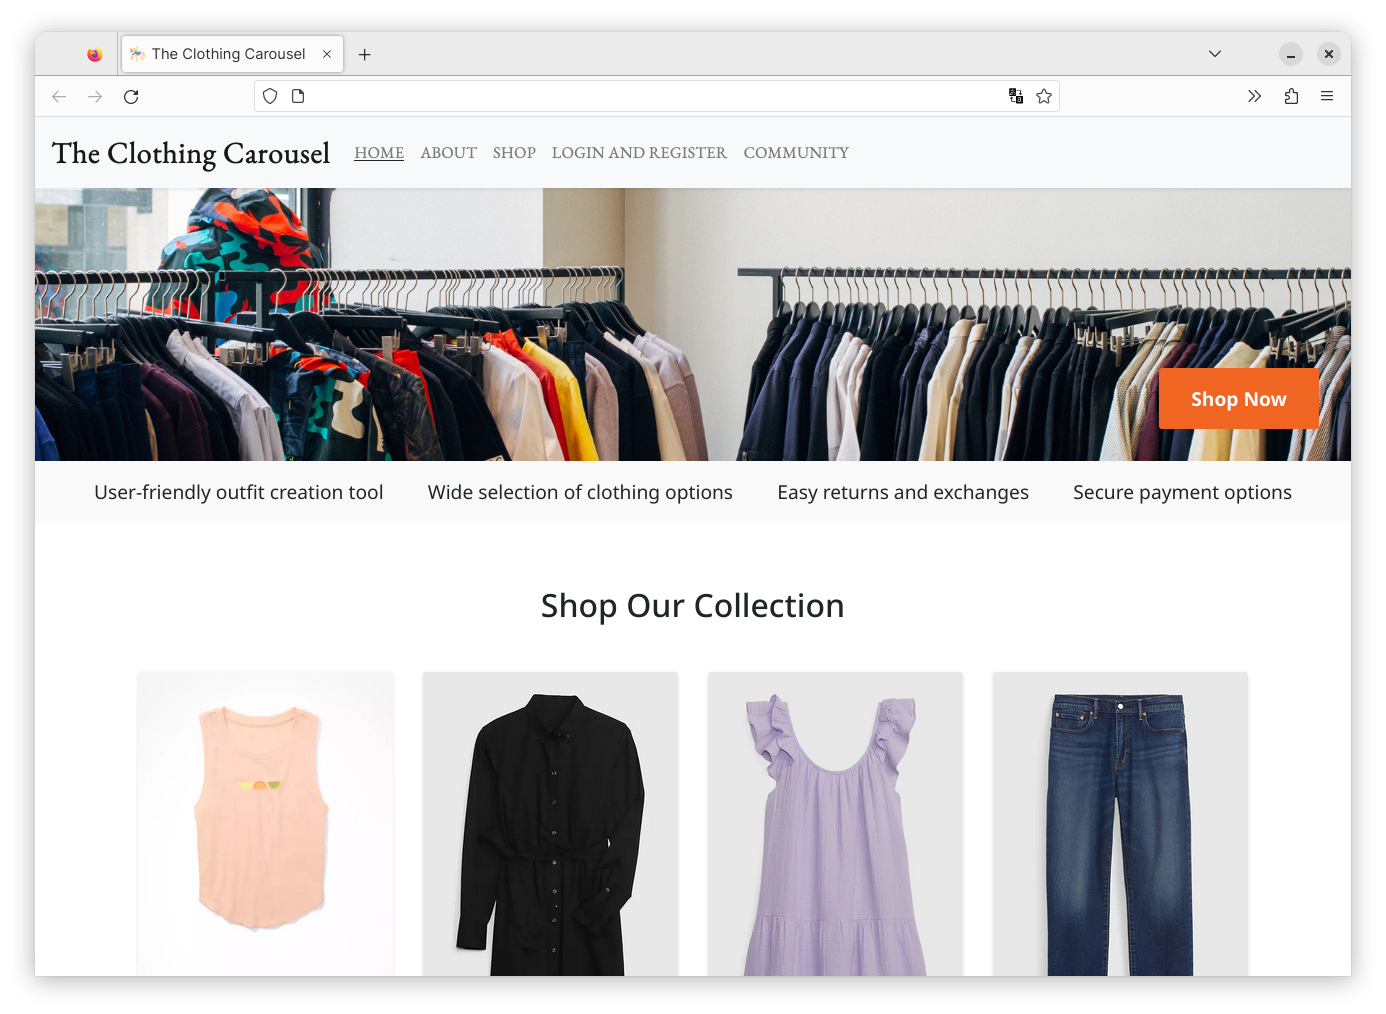 The Clothing Carousel
The Clothing Carousel HOME ABOUT SHOP LOGIN AND REGISTER COMMUNITY
Shop Now
User-friendly outfit creation tool Wide selection of clothing options Easy returns and exchanges Secure payment options
Shop Our Collection